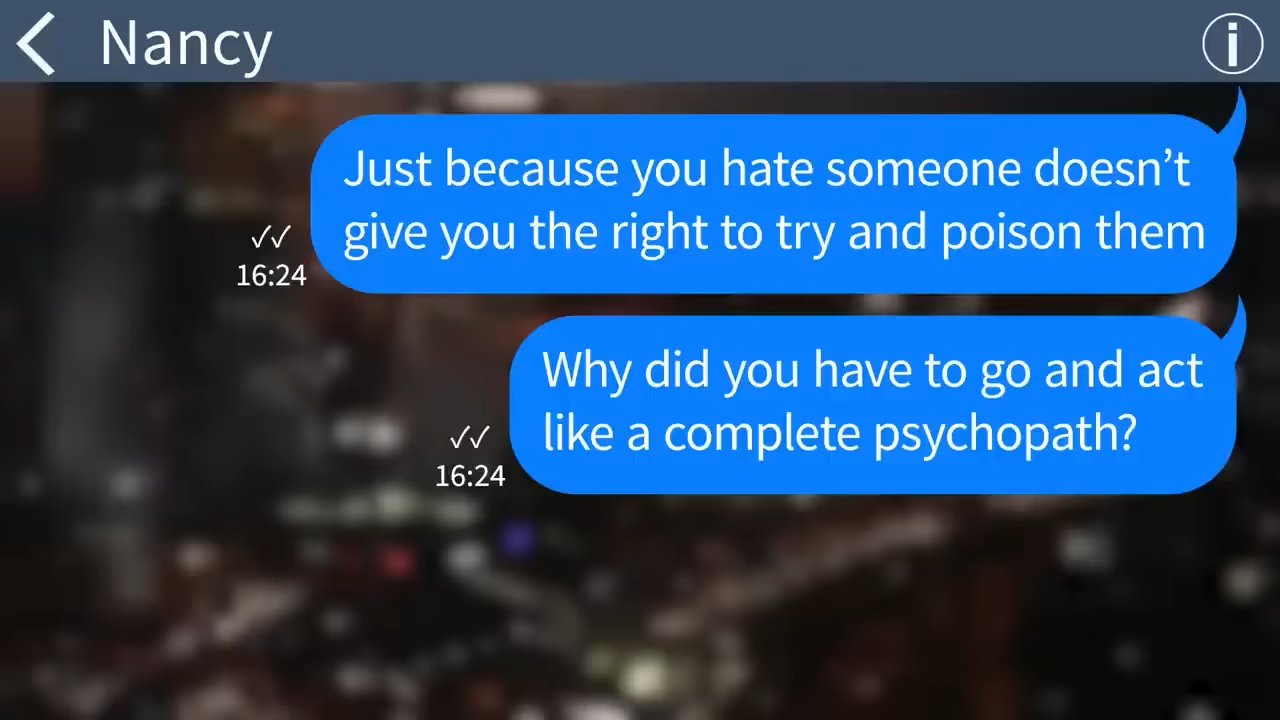 Nancy
Just because you hate someone doesn’t
give you the right to try and poison them
✓✓
16:24
Why did you have to go and act
like a complete psychopath?
✓✓
16:24